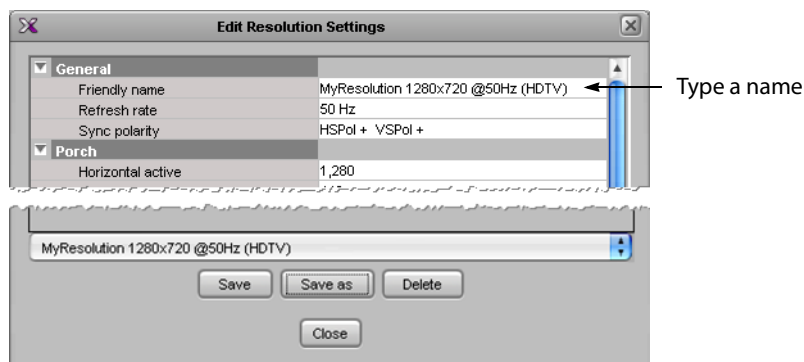 Edit Resolution Settings
General
Friendly name MyResolution 1280x720 @50Hz (HDTV) Type a name
Refresh rate 50 Hz
Sync polarity HSPol + VSPol +
Porch
Horizontal active 1,280
MyResolution 1280x720 @50Hz (HDTV)
Save Save as Delete
Close